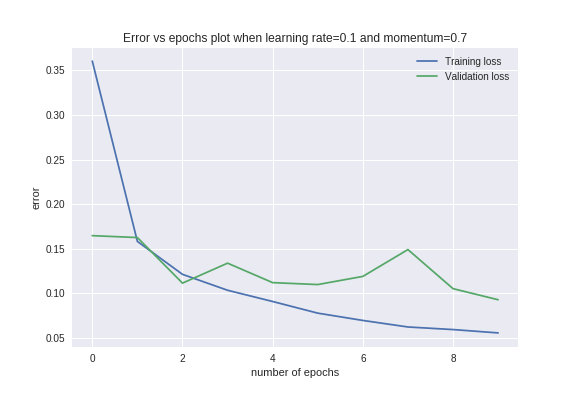 Error vs epochs plot when learning rate=0.1 and momentum=0.7
Training loss
Validation loss
0.35
0.30
0.25
0.20
0.15
0.10
0.05
error
0 2 4 6 8
number of epochs